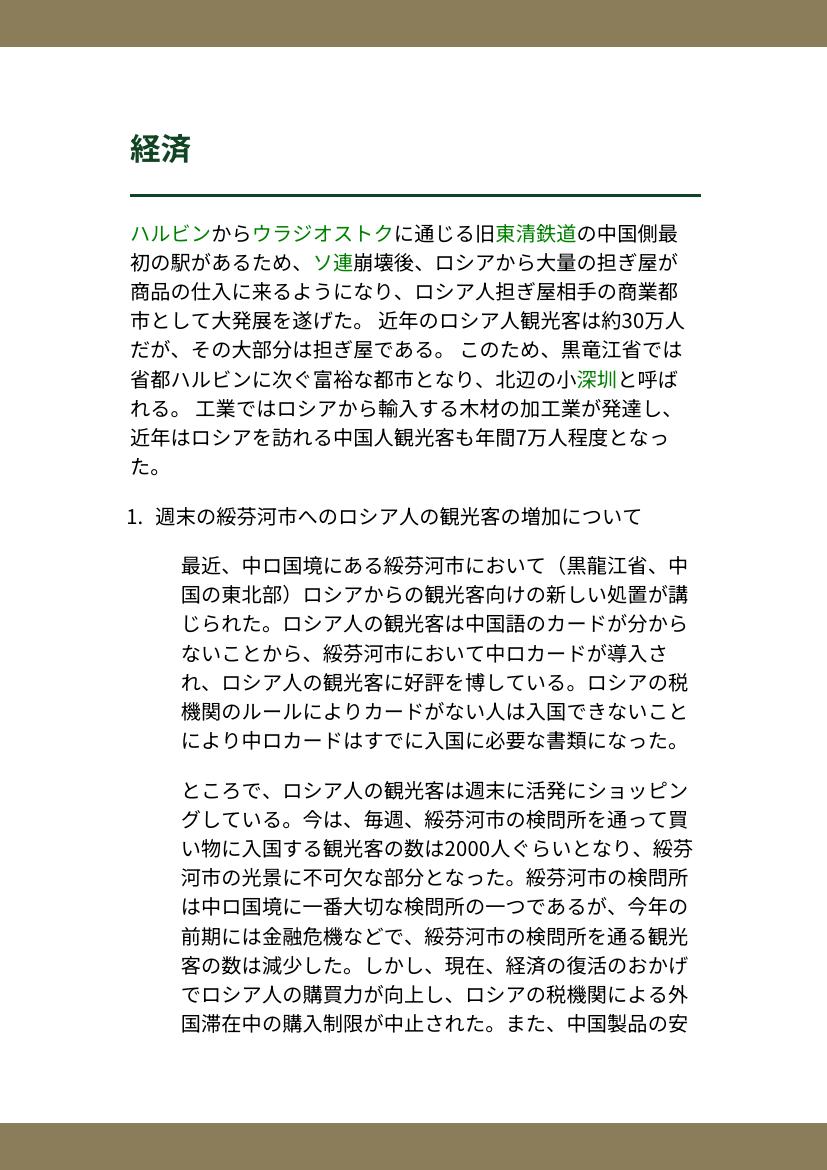 経済
ハルビンからウラジオストクに通じる旧東清鉄道の中国側最
初の駅があるため、ソ連崩壊後、ロシアから大量の担ぎ屋が
商品の仕入に来るようになり、ロシア人担ぎ屋相手の商業都
市として大発展を遂げた。 近年のロシア人観光客は約30万人
だが、その大部分は担ぎ屋である。 このため、黒竜江省では
省都ハルビンに次ぐ富裕な都市となり、北辺の小深圳と呼ば
れる。 工業ではロシアから輸入する木材の加工業が発達し、
近年はロシアを訪れる中国人観光客も年間7万人程度となっ
た。
1. 週末の綏芬河市へのロシア人の観光客の増加について
最近、中ロ国境にある綏芬河市において（黒龍江省、中
国の東北部）ロシアからの観光客向けの新しい処置が講
じられた。ロシア人の観光客は中国語のカードが分から
ないことから、綏芬河市において中ロカードが導入さ
れ、ロシア人の観光客に好評を博している。ロシアの税
機関のルールによりカードがない人は入国できないこと
により中ロカードはすでに入国に必要な書類になった。
ところで、ロシア人の観光客は週末に活発にショッピン
グしている。今は、毎週、綏芬河市の検問所を通って買
い物に入国する観光客の数は2000人ぐらいとなり、綏芬
河市の光景に不可欠な部分となった。綏芬河市の検問所
は中ロ国境に一番大切な検問所の一つであるが、今年の
前期には金融危機などで、綏芬河市の検問所を通る観光
客の数は減少した。しかし、現在、経済の復活のおかげ
でロシア人の購買力が向上し、ロシアの税機関による外
国滞在中の購入制限が中止された。また、中国製品の安